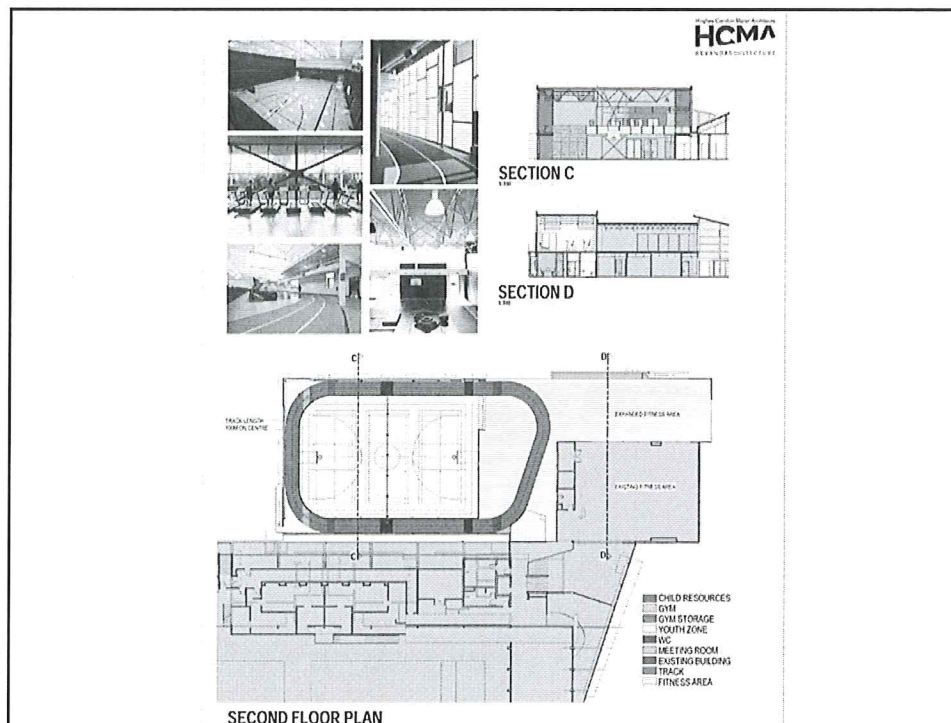 Hughes Condon Marler Architects
HCMA
SECTION C
SECTION D
C
D
TRACK LENGTH
EXPANDED FITNESS AREA
EXISTING FITNESS AREA
C
D
CHILD RESOURCES
GYM
GYM STORAGE
YOUTH ZONE
WC
MEETING ROOM
EXISTING BUILDING
TRACK
FITNESS AREA
SECOND FLOOR PLAN